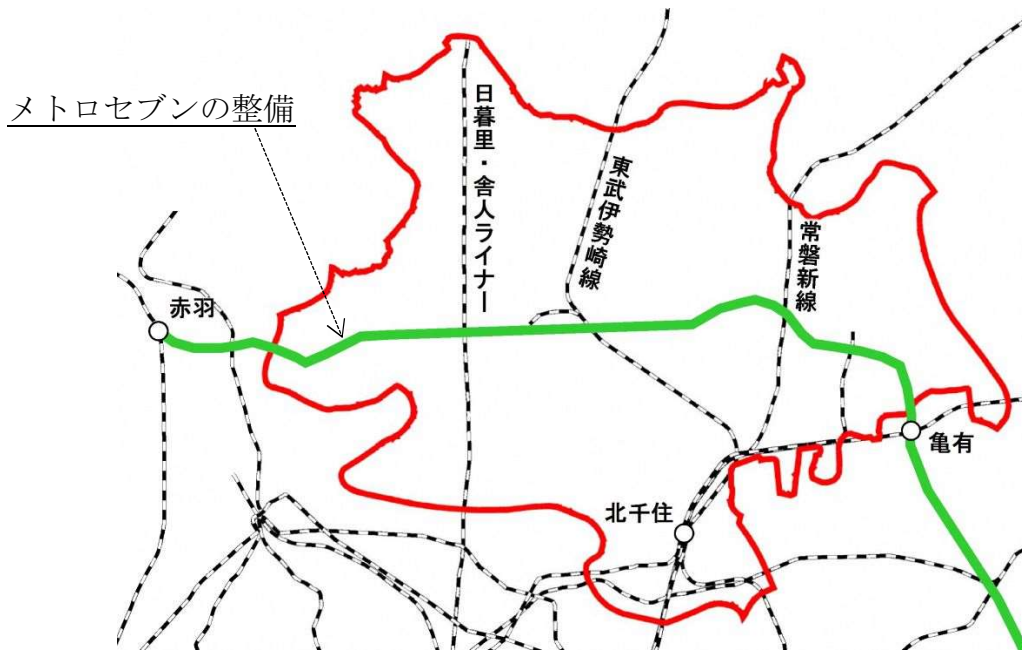 メトロセブンの整備
日暮里・舎人ライナー
東武伊勢崎線
常磐新線
赤羽
亀有
北千住